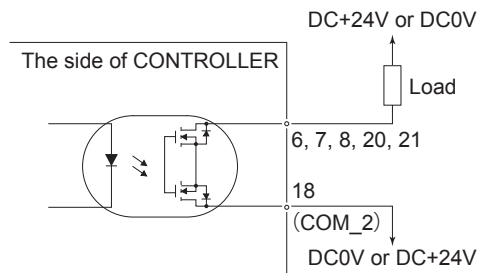 DC+24V or DC0V
The side of CONTROLLER
Load
6, 7, 8, 20, 21
18
（COM_2）
DC0V or DC+24V